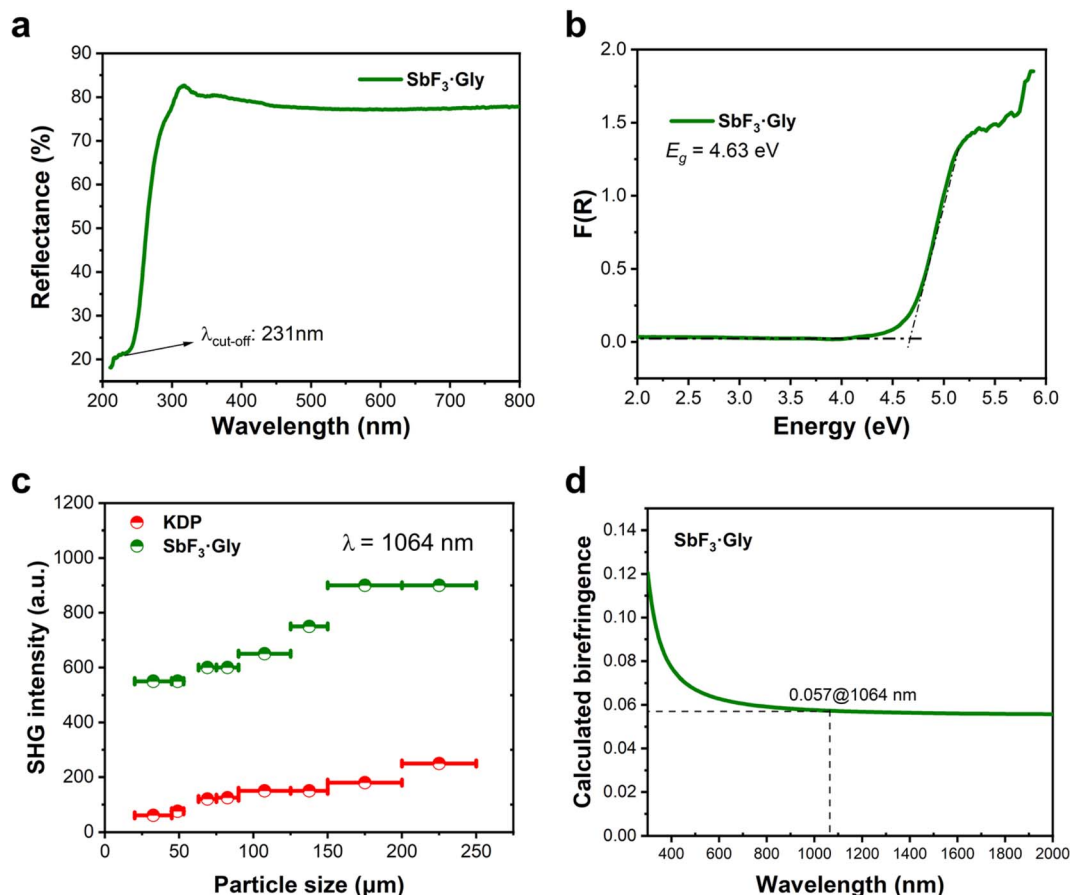 a
90
80
70
60
50
40
30
20
Reflectance (%)
SbF₃·Gly
λcut-off: 231nm
200 300 400 500 600 700 800
Wavelength (nm)
b
2.0
1.5
1.0
0.5
0.0
F(R)
SbF₃·Gly
Eg = 4.63 eV
2.0 2.5 3.0 3.5 4.0 4.5 5.0 5.5 6.0
Energy (eV)
c
1200
1000
800
600
400
200
0
SHG intensity (a.u.)
KDP
SbF₃·Gly
λ = 1064 nm
0 50 100 150 200 250
Particle size (μm)
d
0.14
0.12
0.10
0.08
0.06
0.04
0.02
0.00
Calculated birefringence
SbF₃·Gly
0.057@1064 nm
400 600 800 1000 1200 1400 1600 1800 2000
Wavelength (nm)